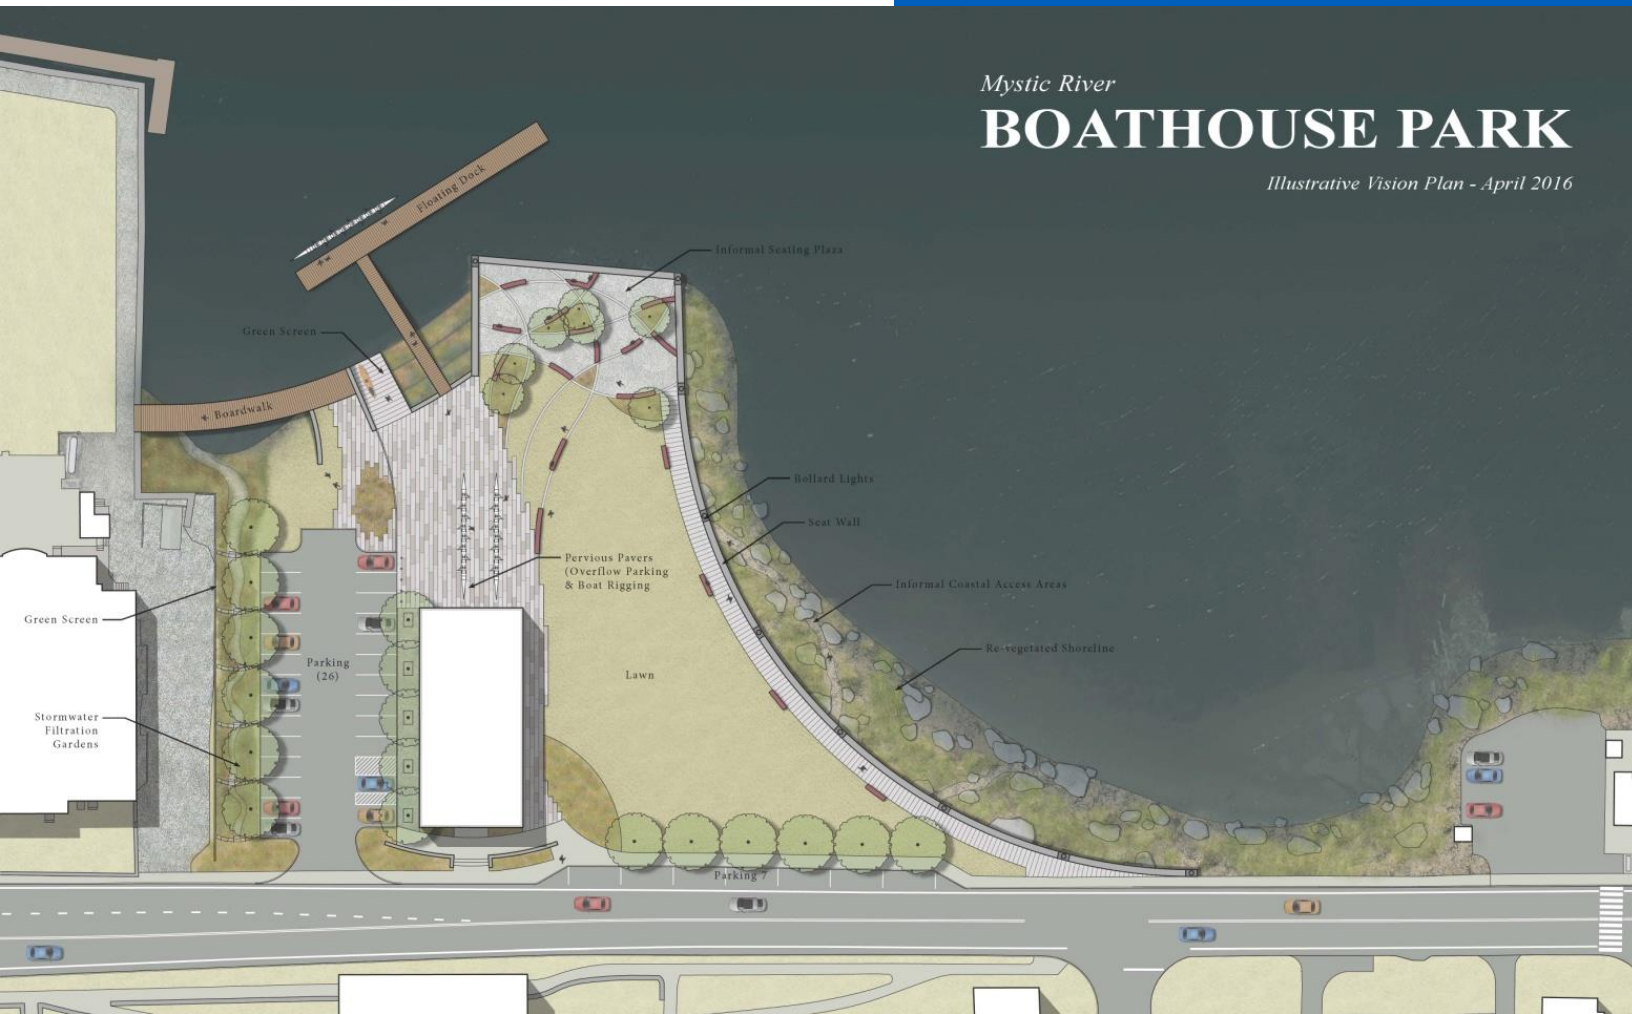 Mystic River
BOATHOUSE PARK
Illustrative Vision Plan - April 2016
Floating Dock
Informal Seating Plaza
Green Screen
Boardwalk
Bollard Lights
Seat Wall
Pervious Pavers
(Overflow Parking
& Boat Rigging
Informal Coastal Access Areas
Green Screen
Re-vegetated Shoreline
Parking
(26)
Lawn
Stormwater
Filtration
Gardens
Parking 7